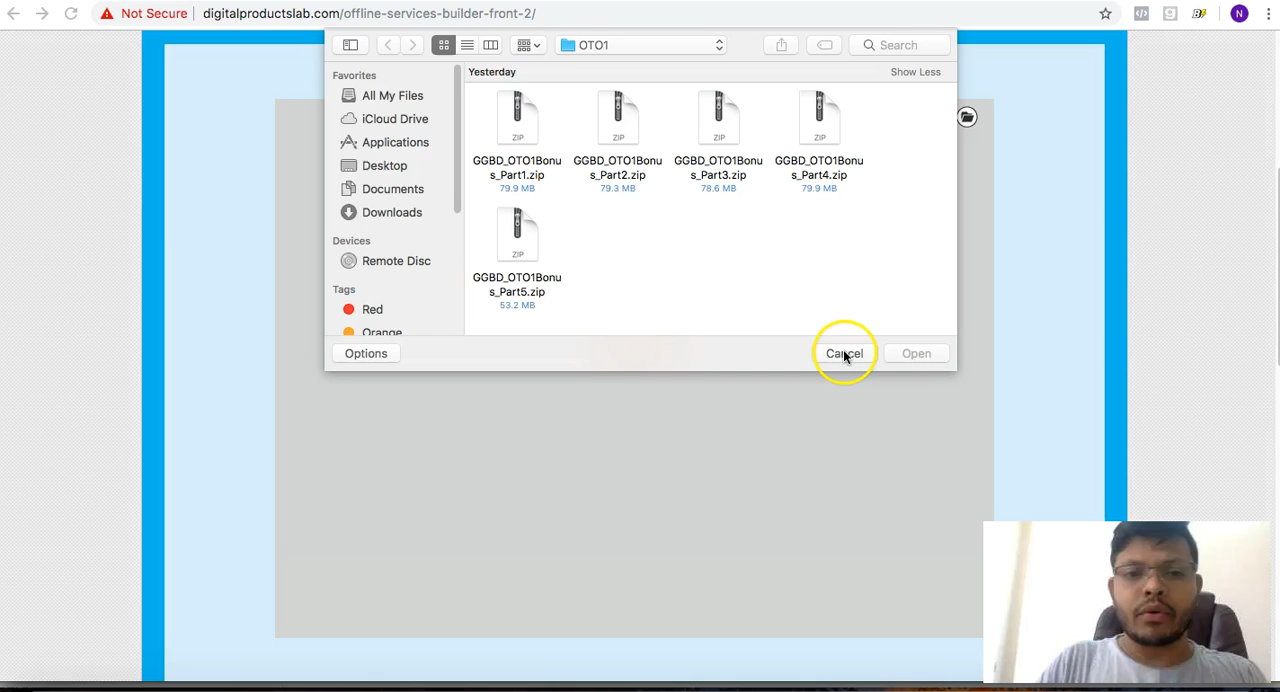 Not Secure
digitalproductslab.com/offline-services-builder-front-2/
N
OTO1
Search
Favorites
All My Files
iCloud Drive
Applications
Desktop
Documents
Downloads
Devices
Remote Disc
Tags
Red
Orange
Yesterday
Show Less
ZIP
ZIP
ZIP
ZIP
GGBD_OTO1Bonu
s_Part1.zip
79.9 MB
GGBD_OTO1Bonu
s_Part2.zip
79.3 MB
GGBD_OTO1Bonu
s_Part3.zip
78.6 MB
GGBD_OTO1Bonu
s_Part4.zip
79.9 MB
ZIP
GGBD_OTO1Bonu
s_Part5.zip
53.2 MB
Options
Cancel
Open